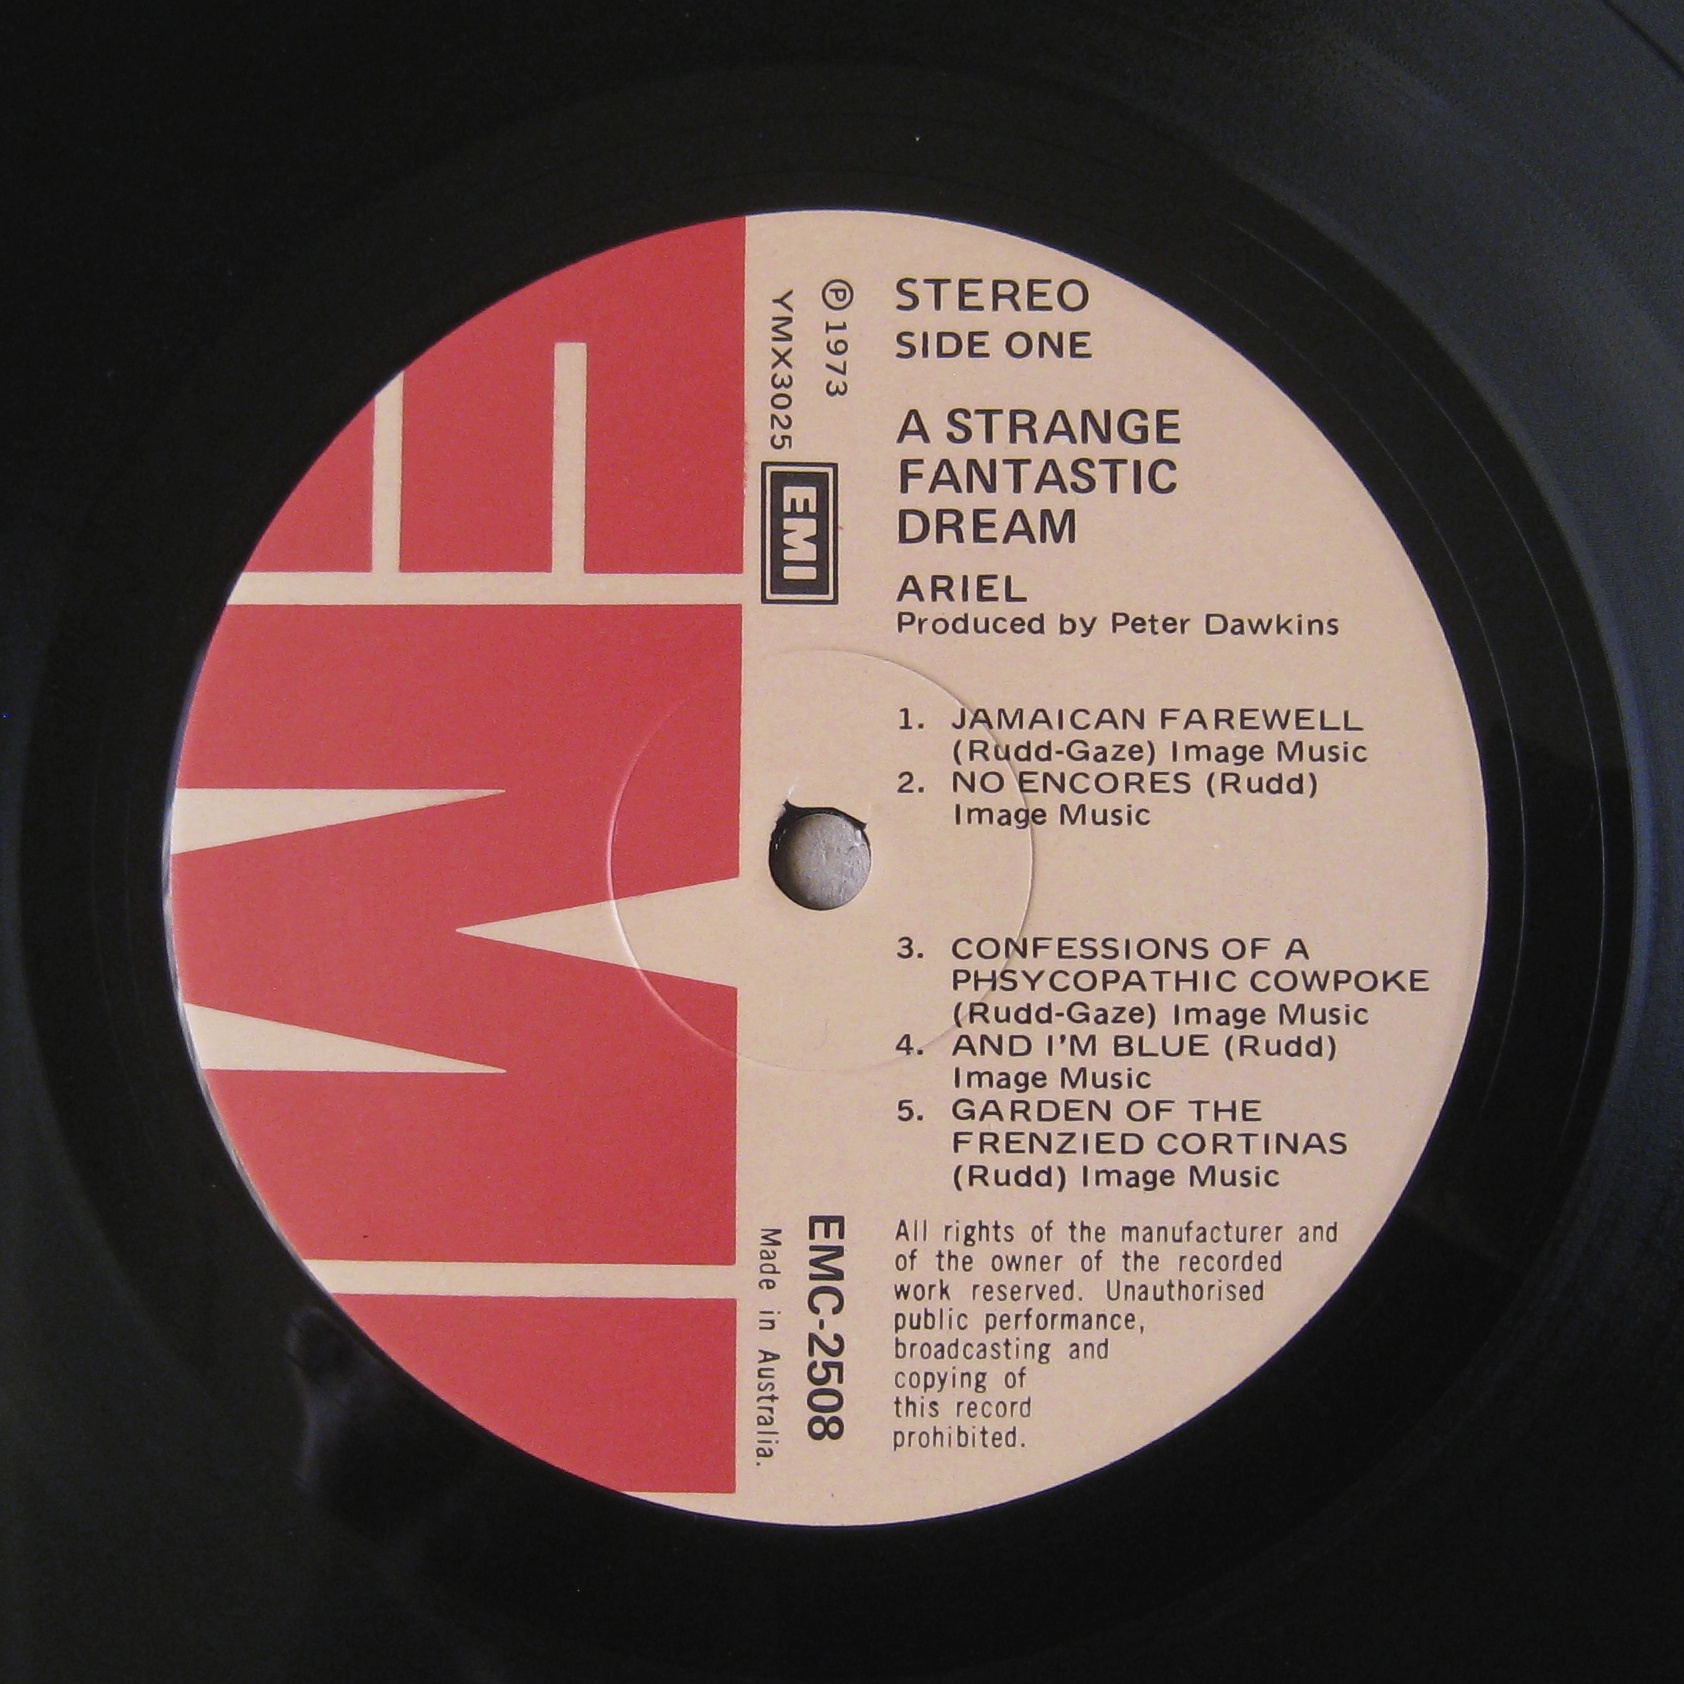 STEREO
SIDE ONE
A STRANGE
FANTASTIC
DREAM
ARIEL
Produced by Peter Dawkins
1. JAMAICAN FAREWELL
(Rudd-Gaze) Image Music
2. NO ENCORES (Rudd)
Image Music
3. CONFESSIONS OF A
PHSYCOPATHIC COWPOKE
(Rudd-Gaze) Image Music
4. AND I'M BLUE (Rudd)
Image Music
5. GARDEN OF THE
FRENZIED CORTINAS
(Rudd) Image Music
All rights of the manufacturer and
of the owner of the recorded
work reserved. Unauthorised
public performance,
broadcasting and
copying of
this record
prohibited.
℗ 1973
YMX3025
EMI
EMC-2508
Made in Australia.
EMI